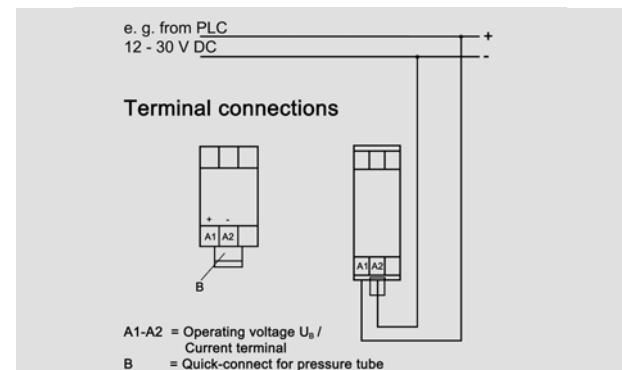 e. g. from PLC
12 - 30 V DC
+
-
Terminal connections
+ -
A1 A2
B
A1 A2
A1-A2 = Operating voltage U_B /
Current terminal
B = Quick-connect for pressure tube